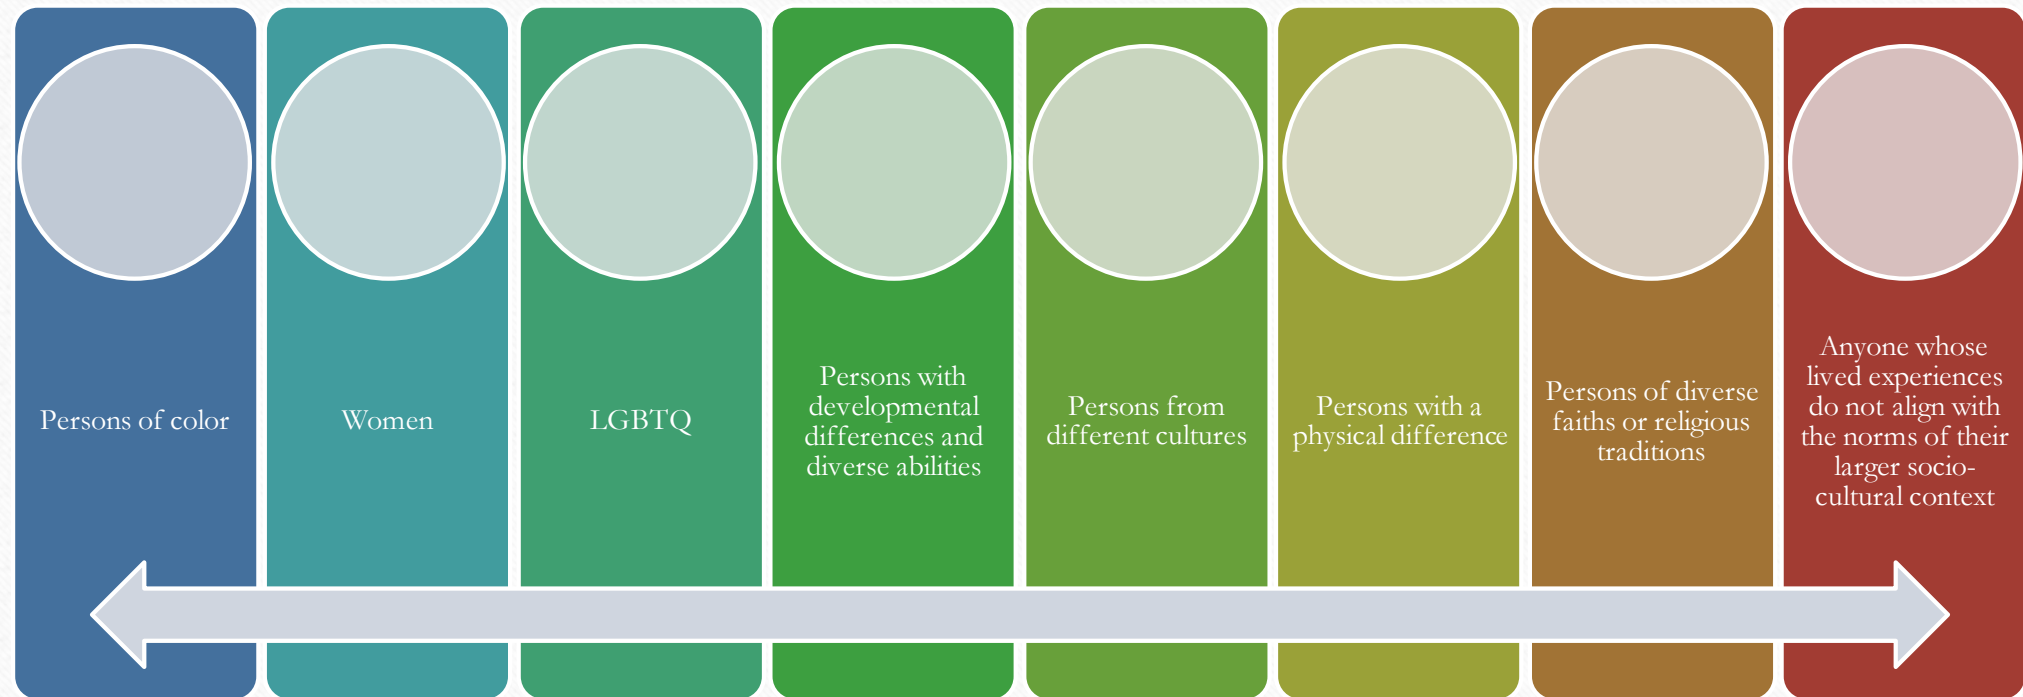 Persons of color
Women
LGBTQ
Persons with
developmental
differences and
diverse abilities
Persons from
different cultures
Persons with a
physical difference
Persons of diverse
faiths or religious
traditions
Anyone whose
lived experiences
do not align with
the norms of their
larger socio-
cultural context